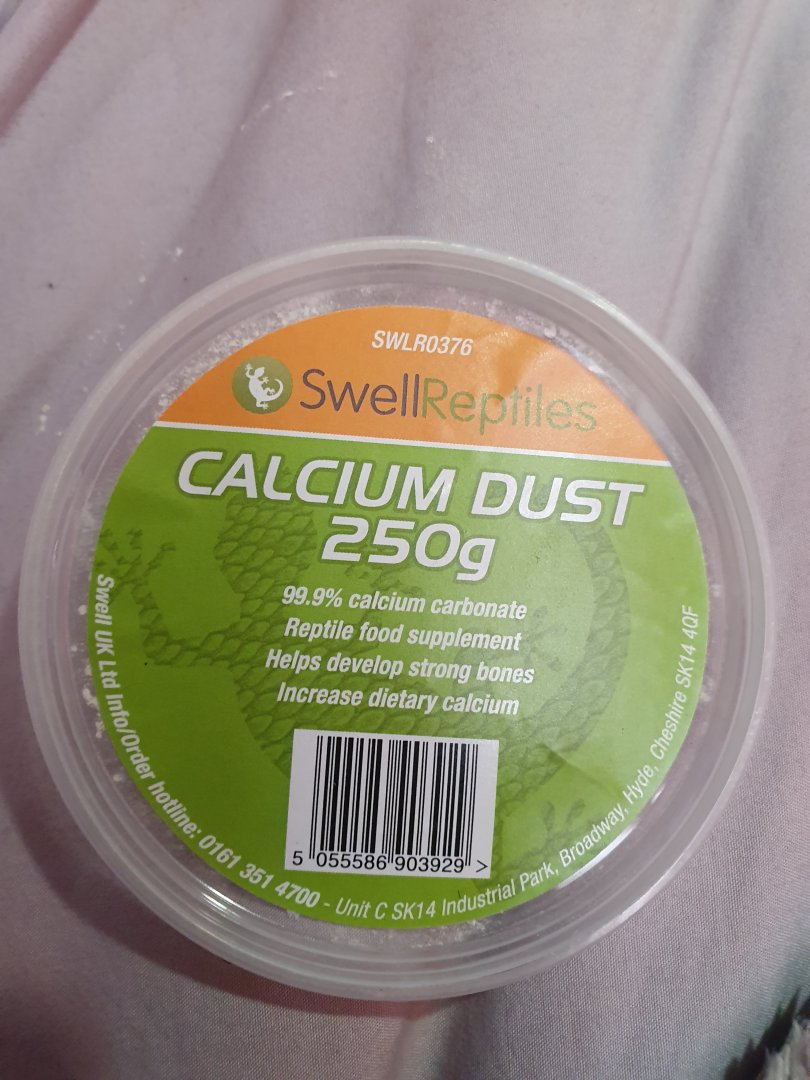 SWLR0376
SwellReptiles
CALCIUM DUST
250g
99.9% calcium carbonate
Reptile food supplement
Helps develop strong bones
Increase dietary calcium
5 055586 903929 >
Swell UK Ltd Info/Order hotline: 0161 351 4700 - Unit C SK14 Industrial Park, Broadway, Hyde, Cheshire SK14 4QF